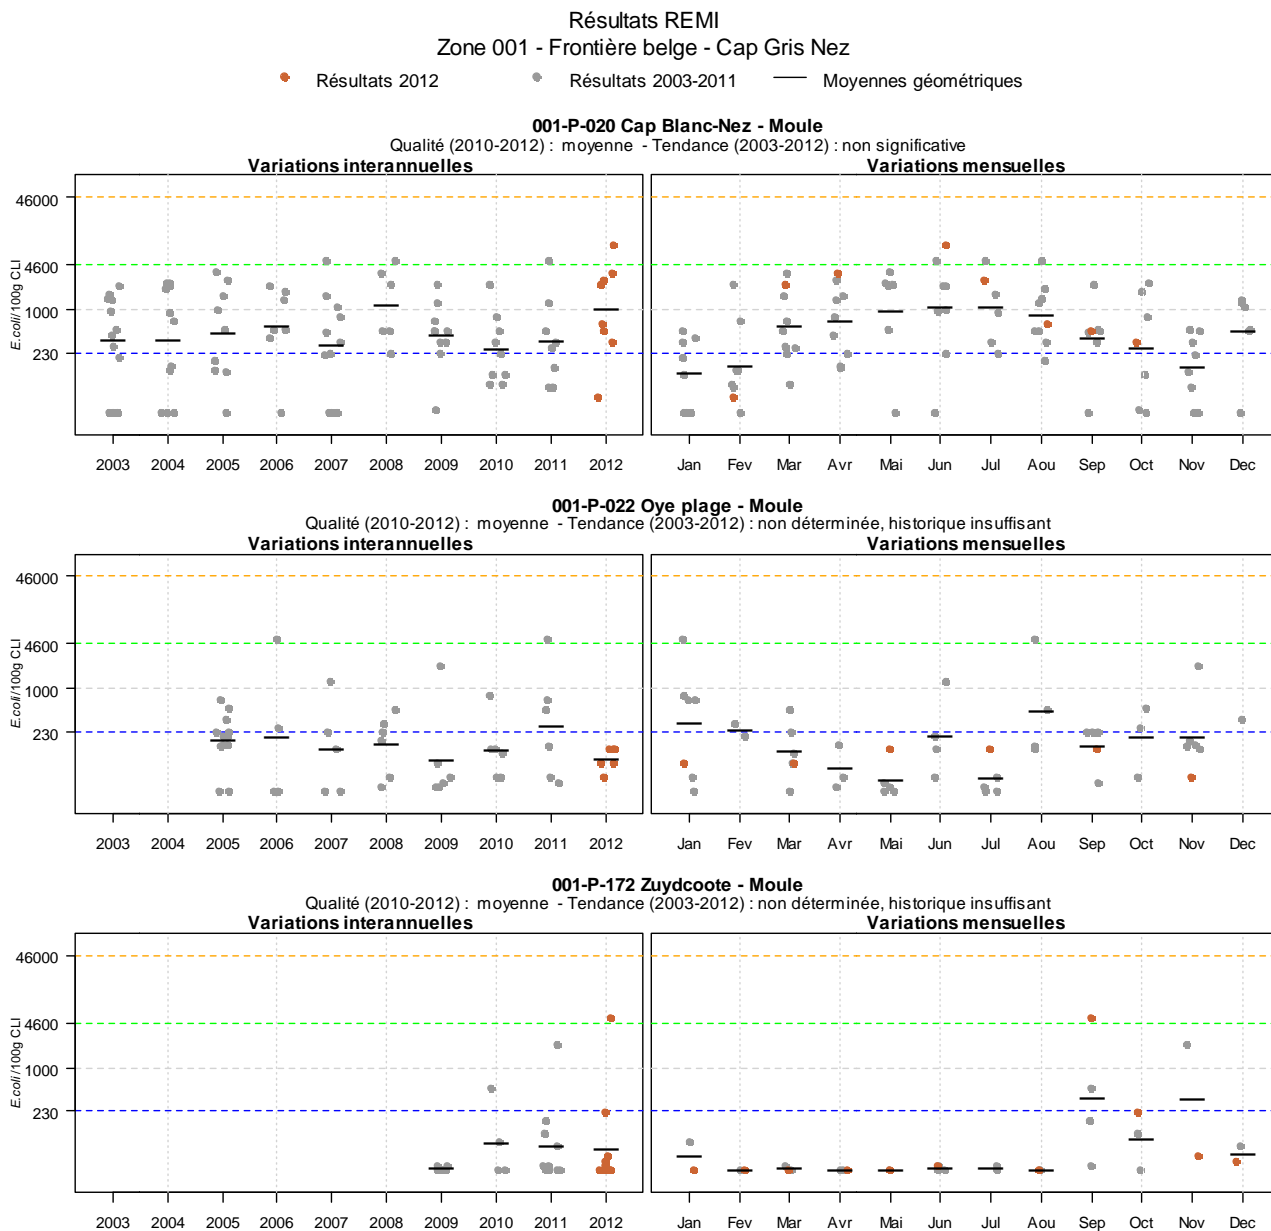 Résultats REMI
Zone 001 - Frontière belge - Cap Gris Nez
Résultats 2012 Résultats 2003-2011 Moyennes géométriques
001-P-020 Cap Blanc-Nez - Moule
Qualité (2010-2012) : moyenne - Tendance (2003-2012) : non significative
Variations interannuelles Variations mensuelles
46000
4600
1000
230
E.coli/100g CLI
2003 2004 2005 2006 2007 2008 2009 2010 2011 2012 Jan Fev Mar Avr Mai Jun Jul Aou Sep Oct Nov Dec
001-P-022 Oye plage - Moule
Qualité (2010-2012) : moyenne - Tendance (2003-2012) : non déterminée, historique insuffisant
Variations interannuelles Variations mensuelles
46000
4600
1000
230
E.coli/100g CLI
2003 2004 2005 2006 2007 2008 2009 2010 2011 2012 Jan Fev Mar Avr Mai Jun Jul Aou Sep Oct Nov Dec
001-P-172 Zuydcoote - Moule
Qualité (2010-2012) : moyenne - Tendance (2003-2012) : non déterminée, historique insuffisant
Variations interannuelles Variations mensuelles
46000
4600
1000
230
E.coli/100g CLI
2003 2004 2005 2006 2007 2008 2009 2010 2011 2012 Jan Fev Mar Avr Mai Jun Jul Aou Sep Oct Nov Dec